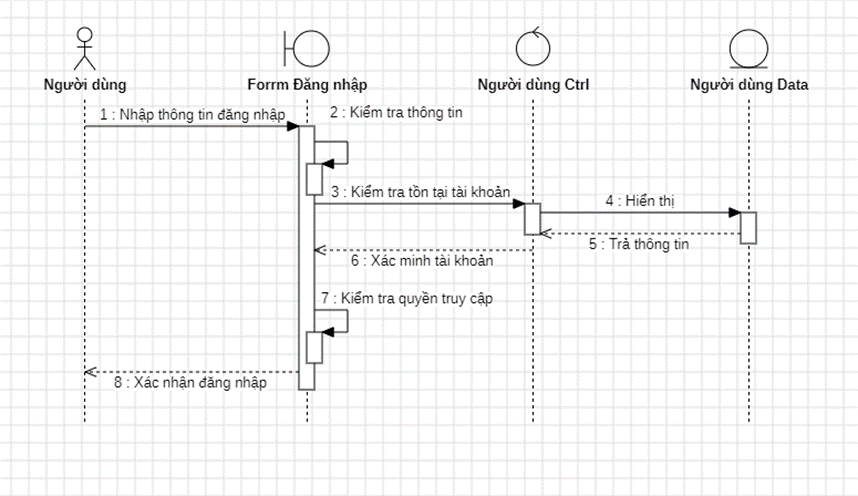 Người dùng
Forrm Đăng nhập
Người dùng Ctrl
Người dùng Data
1 : Nhập thông tin đăng nhập
2 : Kiểm tra thông tin
3 : Kiểm tra tồn tại tài khoản
4 : Hiển thị
5 : Trả thông tin
6 : Xác minh tài khoản
7 : Kiểm tra quyền truy cập
8 : Xác nhận đăng nhập